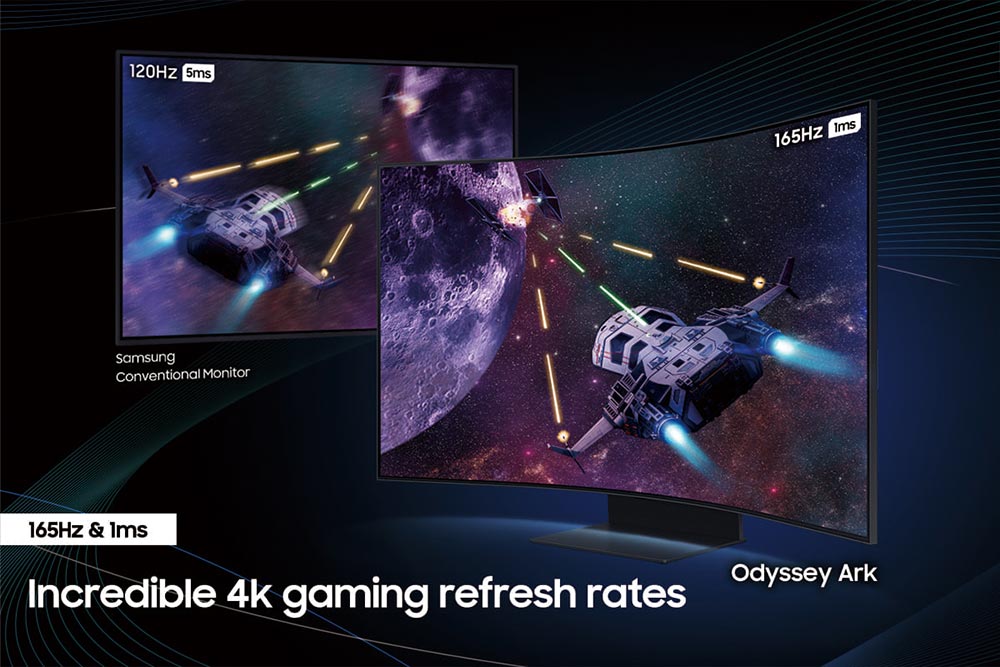 120Hz 5ms
165Hz 1ms
Samsung
Conventional Monitor
165Hz & 1ms
Incredible 4k gaming refresh rates
Odyssey Ark